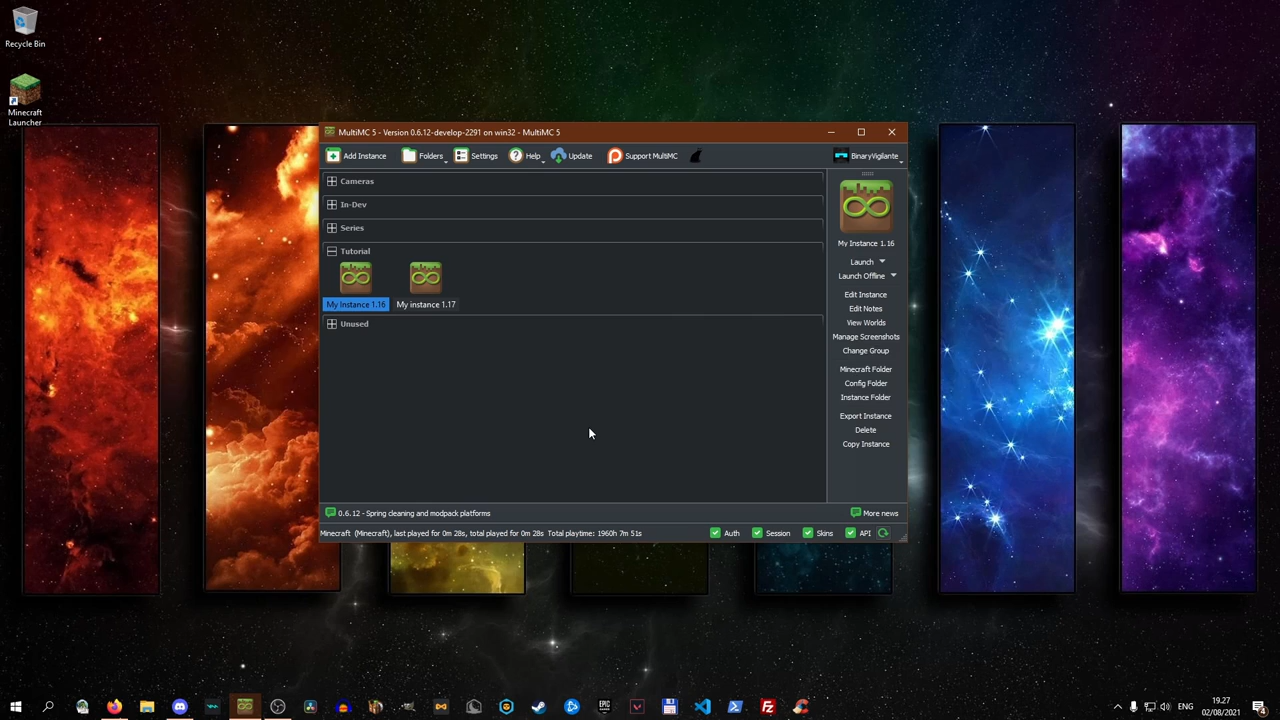 Recycle Bin
Minecraft
Launcher
MultiMC 5 - Version 0.6.12-develop-2291 on win32 - MultiMC 5
Add Instance Folders Settings Help Update Support MultiMC BinaryVigilante
Cameras
In-Dev
Series
Tutorial
My Instance 1.16 My instance 1.17
Unused
My Instance 1.16
Launch
Launch Offline
Edit Instance
Edit Notes
View Worlds
Manage Screenshots
Change Group
Minecraft Folder
Config Folder
Instance Folder
Export Instance
Delete
Copy Instance
0.6.12 - Spring cleaning and modpack platforms More news
Minecraft (Minecraft), last played for 0m 28s, total played for 0m 28s Total playtime: 1960h 7m 51s Auth Session Skins API
EPIC
GAMES
ENG
19.27
02/08/2021
4